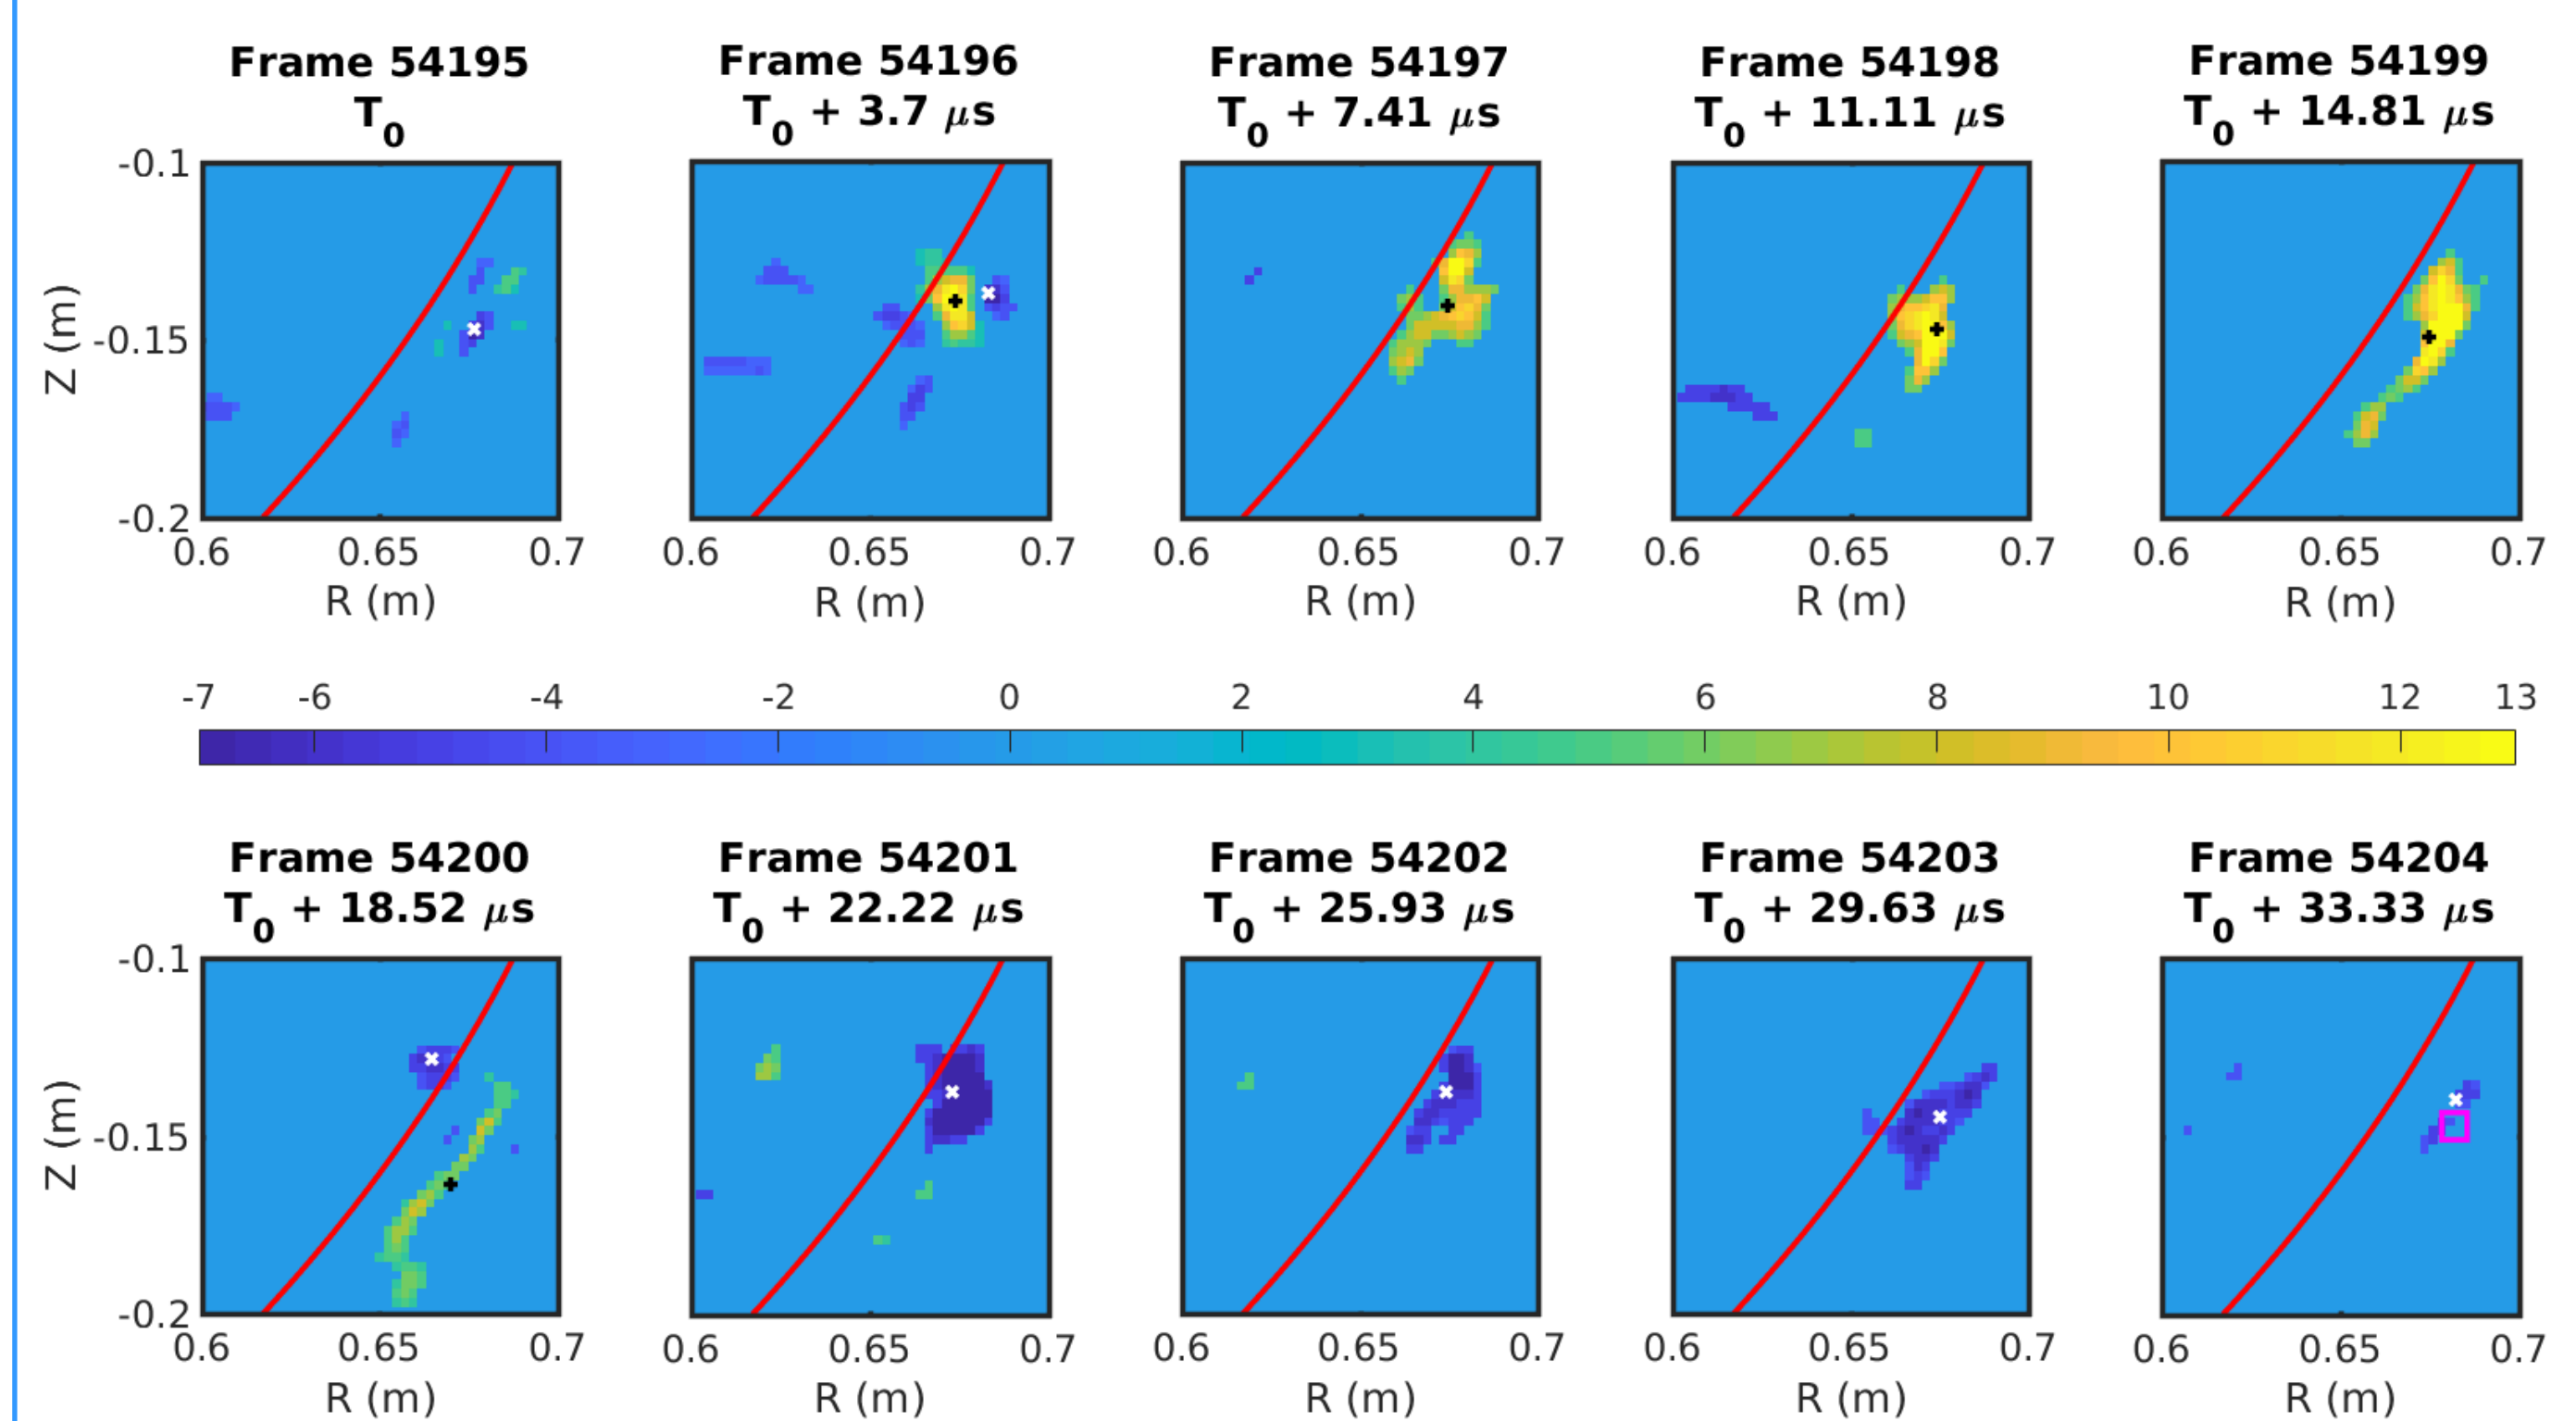 Frame 54195 Frame 54196 Frame 54197 Frame 54198 Frame 54199
T0 T0 + 3.7 μs T0 + 7.41 μs T0 + 11.11 μs T0 + 14.81 μs
-0.1
-0.15
-0.2
Z (m)
0.6 0.65 0.7 0.6 0.65 0.7 0.6 0.65 0.7 0.6 0.65 0.7 0.6 0.65 0.7
R (m) R (m) R (m) R (m) R (m)
-7 -6 -4 -2 0 2 4 6 8 10 12 13
Frame 54200 Frame 54201 Frame 54202 Frame 54203 Frame 54204
T0 + 18.52 μs T0 + 22.22 μs T0 + 25.93 μs T0 + 29.63 μs T0 + 33.33 μs
-0.1
-0.15
-0.2
Z (m)
0.6 0.65 0.7 0.6 0.65 0.7 0.6 0.65 0.7 0.6 0.65 0.7 0.6 0.65 0.7
R (m) R (m) R (m) R (m) R (m)